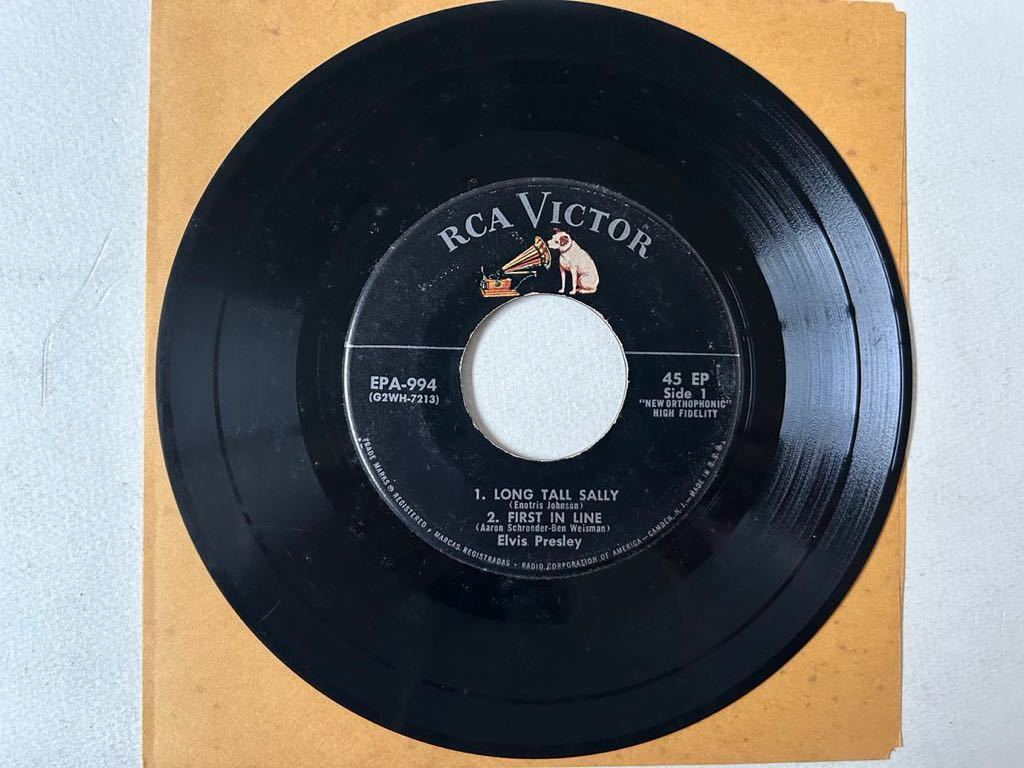 RCA VICTOR
EPA-994
(G2WH-7213)
45 EP
Side 1
"NEW ORTHOPHONIC"
HIGH FIDELITY
1. LONG TALL SALLY
(Enotris Johnson)
2. FIRST IN LINE
(Aaron Schroeder-Ben Weisman)
Elvis Presley
TRADE MARKS ® REGISTERED • MARCAS REGISTRADAS • RADIO CORPORATION OF AMERICA—CAMDEN, N. J.—MADE IN U.S.A.